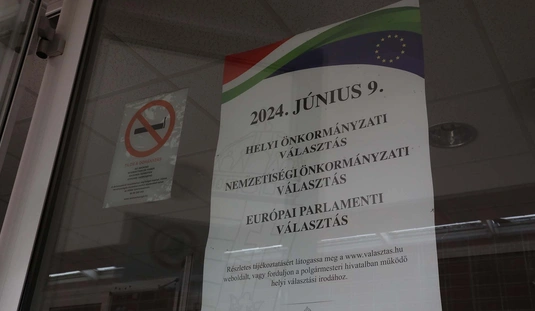 2024. JÚNIUS 9.
HELYI ÖNKORMÁNYZATI
VÁLASZTÁS
NEMZETISÉGI ÖNKORMÁNYZATI
VÁLASZTÁS
EURÓPAI PARLAMENTI
VÁLASZTÁS
Részletes tájékoztatásért látogassa meg a www.valasztas.hu
weboldalt, vagy forduljon a polgármesteri hivatalban működő
helyi választási irodához.